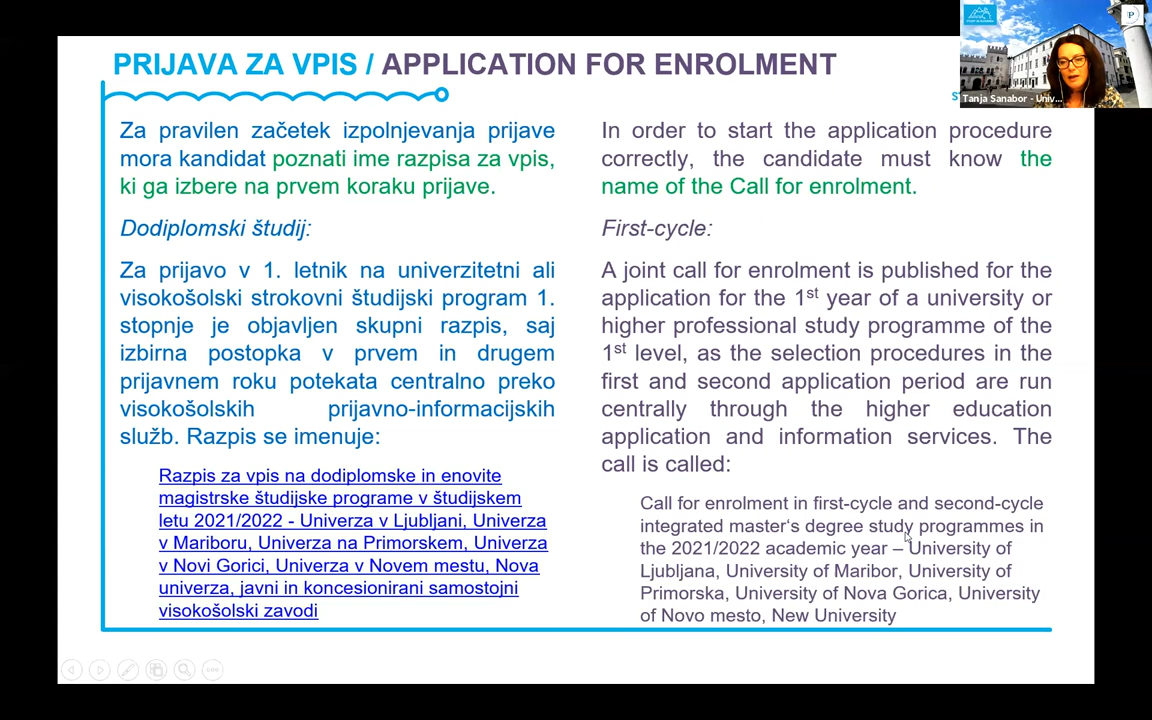 PRIJAVA ZA VPIS / APPLICATION FOR ENROLMENT
Za pravilen začetek izpolnjevanja prijave
mora kandidat poznati ime razpisa za vpis,
ki ga izbere na prvem koraku prijave.
Dodiplomski študij:
Za prijavo v 1. letnik na univerzitetni ali
visokošolski strokovni študijski program 1.
stopnje je objavljen skupni razpis, saj
izbirna postopka v prvem in drugem
prijavnem roku potekata centralno preko
visokošolskih prijavno-informacijskih
služb. Razpis se imenuje:
Razpis za vpis na dodiplomske in enovite
magistrske študijske programe v študijskem
letu 2021/2022 - Univerza v Ljubljani, Univerza
v Mariboru, Univerza na Primorskem, Univerza
v Novi Gorici, Univerza v Novem mestu, Nova
univerza, javni in koncesionirani samostojni
visokošolski zavodi
In order to start the application procedure
correctly, the candidate must know the
name of the Call for enrolment.
First-cycle:
A joint call for enrolment is published for the
application for the 1st year of a university or
higher professional study programme of the
1st level, as the selection procedures in the
first and second application period are run
centrally through the higher education
application and information services. The
call is called:
Call for enrolment in first-cycle and second-cycle
integrated master‘s degree study programmes in
the 2021/2022 academic year – University of
Ljubljana, University of Maribor, University of
Primorska, University of Nova Gorica, University
of Novo mesto, New University
Tanja Sanabor - Univ...